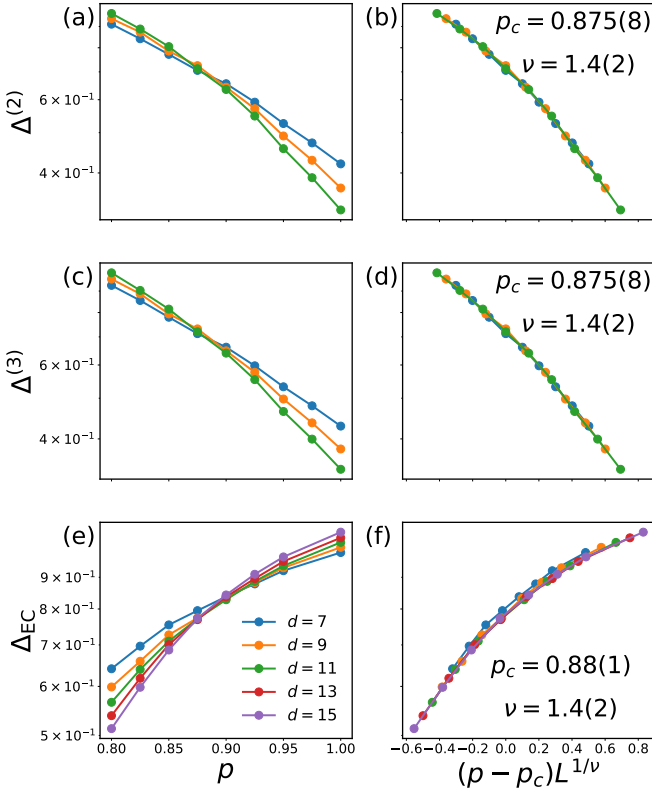 (a)
Δ^(2)
6 × 10^-1
4 × 10^-1
(b)
p_c = 0.875(8)
ν = 1.4(2)
(c)
Δ^(3)
6 × 10^-1
4 × 10^-1
(d)
p_c = 0.875(8)
ν = 1.4(2)
(e)
Δ_EC
9 × 10^-1
8 × 10^-1
7 × 10^-1
6 × 10^-1
5 × 10^-1
d = 7
d = 9
d = 11
d = 13
d = 15
0.80 0.85 0.90 0.95 1.00
p
(f)
p_c = 0.88(1)
ν = 1.4(2)
−0.6 −0.4 −0.2 0.0 0.2 0.4 0.6 0.8
(p − p_c)L^1/ν